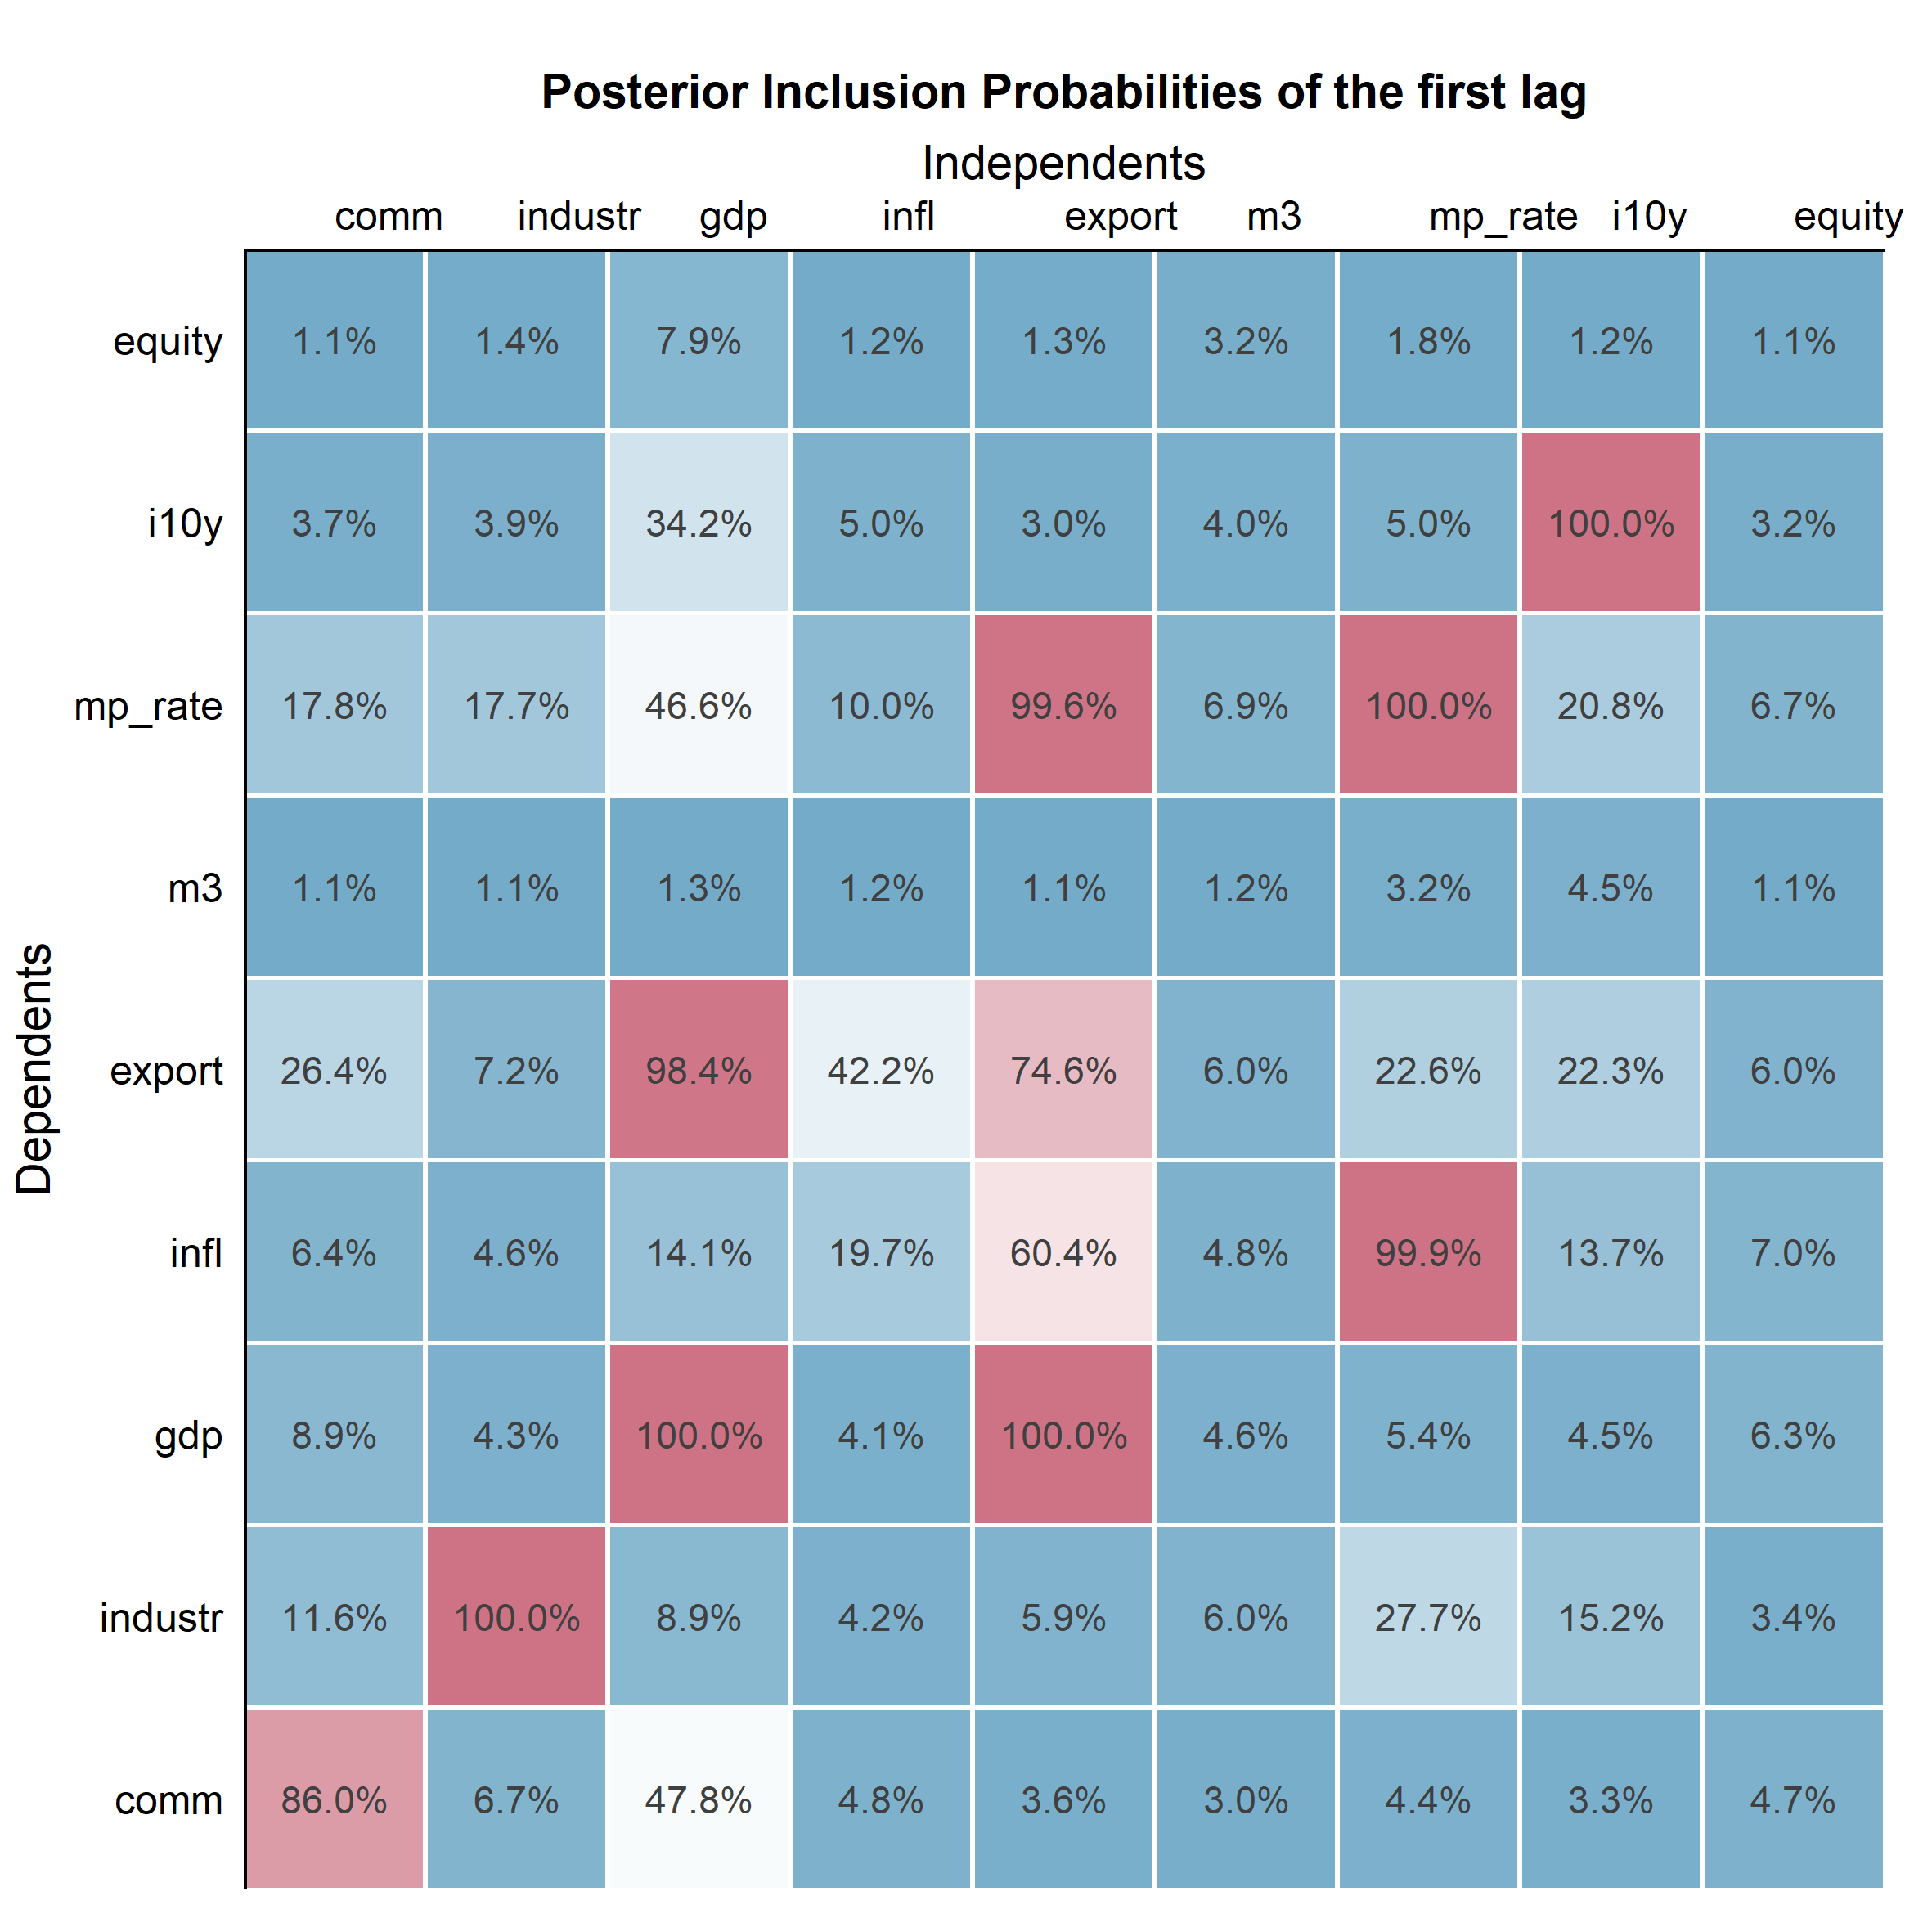 Posterior Inclusion Probabilities of the first lag
Independents
comm industr gdp infl export m3 mp_rate i10y equity
equity 1.1% 1.4% 7.9% 1.2% 1.3% 3.2% 1.8% 1.2% 1.1%
i10y 3.7% 3.9% 34.2% 5.0% 3.0% 4.0% 5.0% 100.0% 3.2%
mp_rate 17.8% 17.7% 46.6% 10.0% 99.6% 6.9% 100.0% 20.8% 6.7%
m3 1.1% 1.1% 1.3% 1.2% 1.1% 1.2% 3.2% 4.5% 1.1%
Dependents
export 26.4% 7.2% 98.4% 42.2% 74.6% 6.0% 22.6% 22.3% 6.0%
infl 6.4% 4.6% 14.1% 19.7% 60.4% 4.8% 99.9% 13.7% 7.0%
gdp 8.9% 4.3% 100.0% 4.1% 100.0% 4.6% 5.4% 4.5% 6.3%
industr 11.6% 100.0% 8.9% 4.2% 5.9% 6.0% 27.7% 15.2% 3.4%
comm 86.0% 6.7% 47.8% 4.8% 3.6% 3.0% 4.4% 3.3% 4.7%